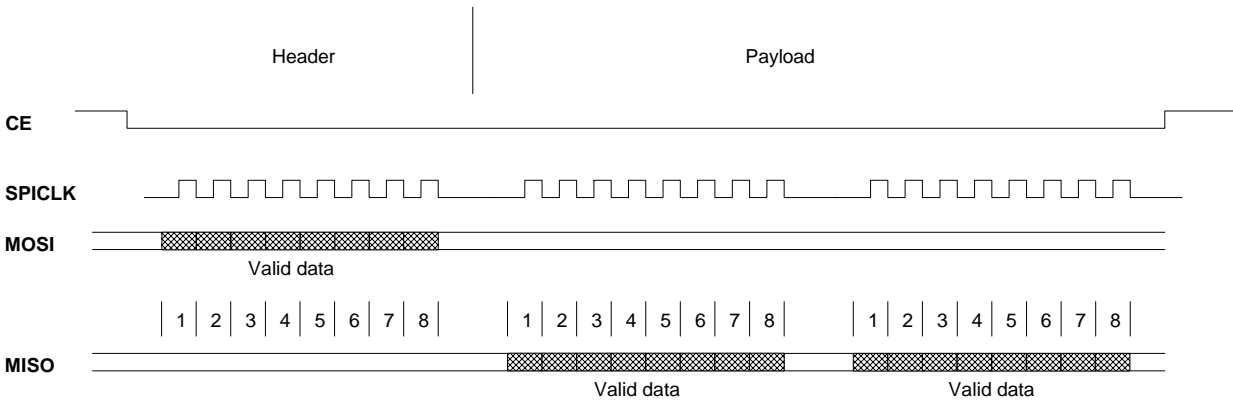 Header Payload
CE
SPICLK
MOSI
Valid data
1 2 3 4 5 6 7 8 1 2 3 4 5 6 7 8 1 2 3 4 5 6 7 8
MISO
Valid data Valid data